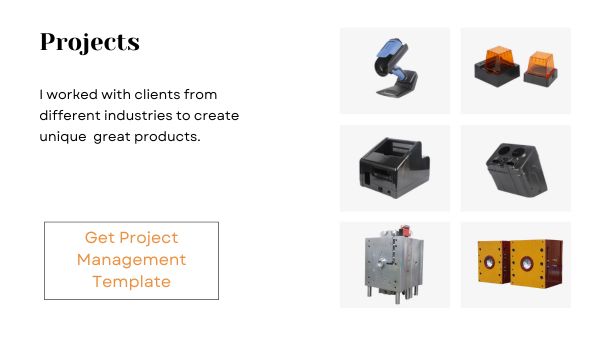 Projects
I worked with clients from
different industries to create
unique  great products.
Get Project
Management
Template